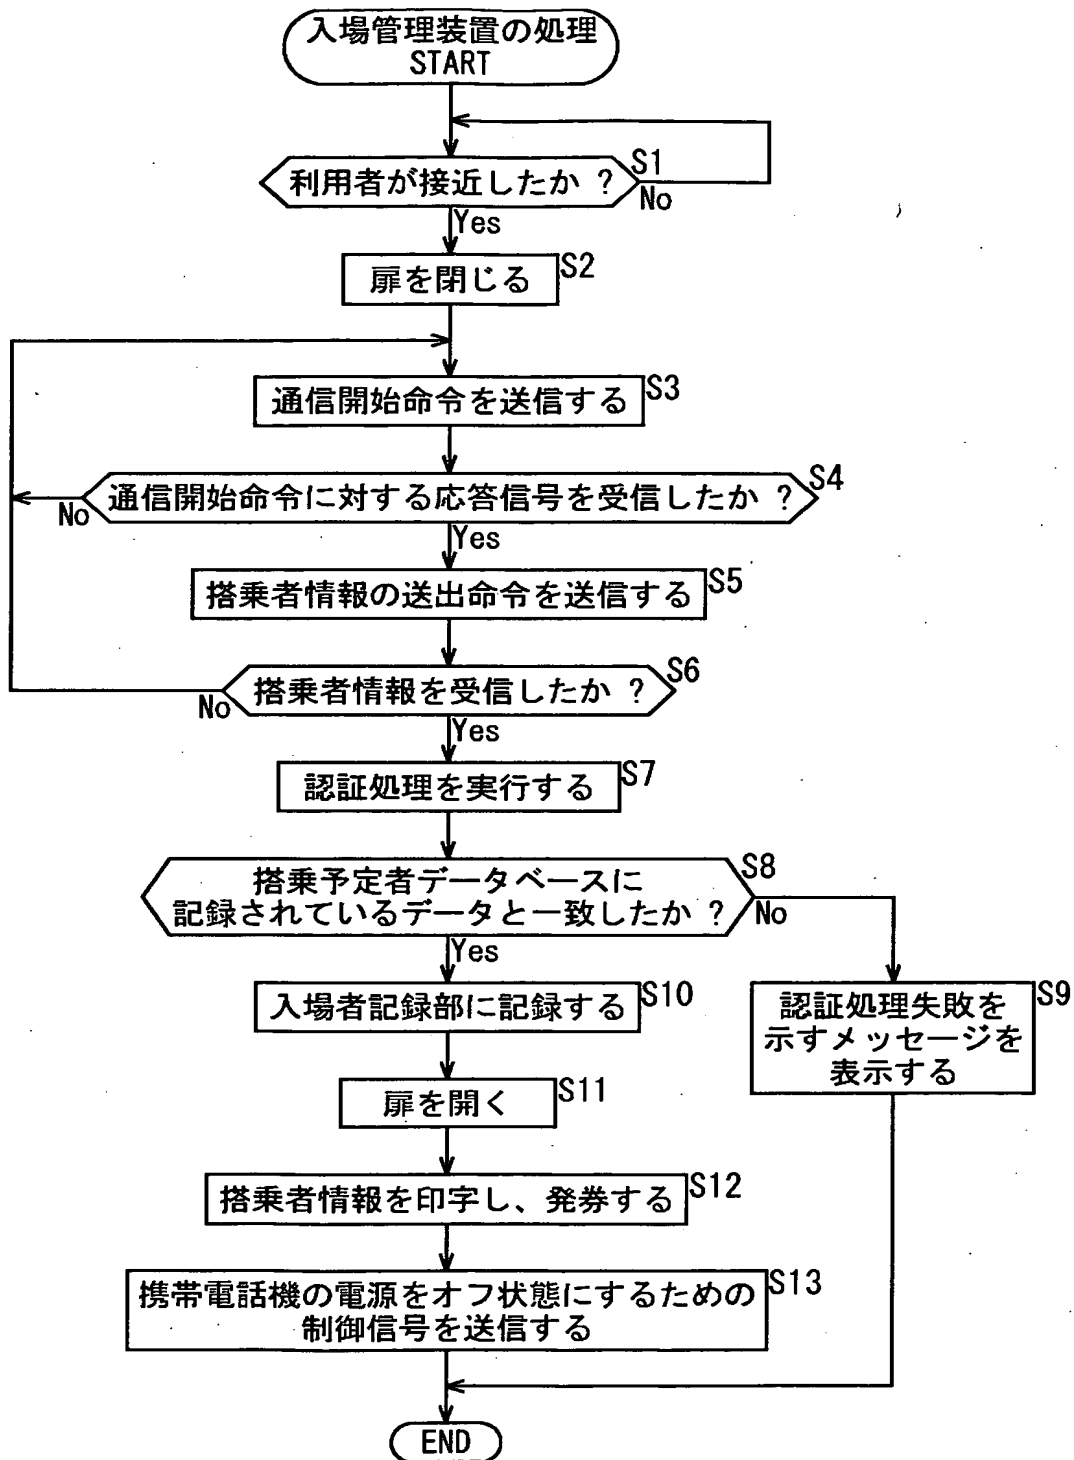 入場管理装置の処理
START
利用者が接近したか ?
S1
No
Yes
扉を閉じる
S2
通信開始命令を送信する
S3
通信開始命令に対する応答信号を受信したか ?
S4
No
Yes
搭乗者情報の送出命令を送信する
S5
搭乗者情報を受信したか ?
S6
No
Yes
認証処理を実行する
S7
搭乗予定者データベースに
記録されているデータと一致したか ?
S8
No
Yes
入場者記録部に記録する
S10
認証処理失敗を
示すメッセージを
表示する
S9
扉を開く
S11
搭乗者情報を印字し、発券する
S12
携帯電話機の電源をオフ状態にするための
制御信号を送信する
S13
END